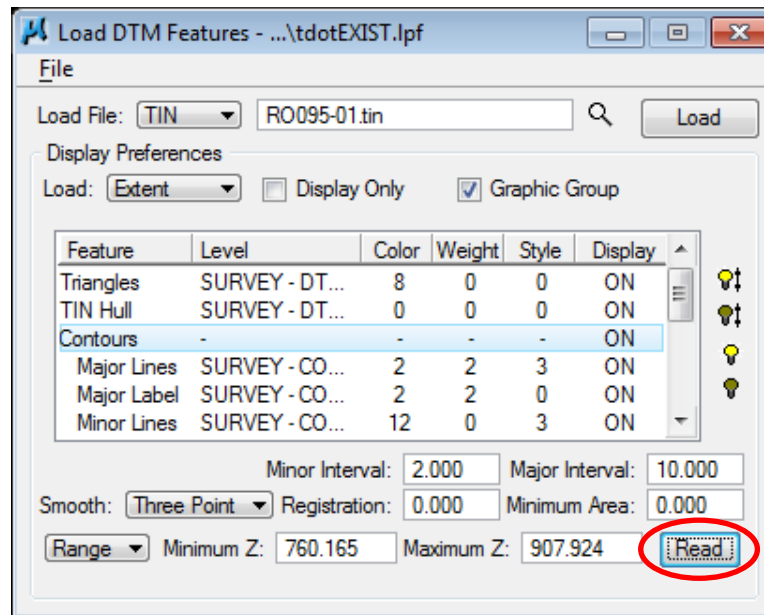 Load DTM Features - ...\tdotEXIST.lpf
File
Load File: TIN RO095-01.tin Load
Display Preferences
Load: Extent Display Only Graphic Group
Feature Level Color Weight Style Display
Triangles SURVEY - DT... 8 0 0 ON
TIN Hull SURVEY - DT... 0 0 0 ON
Contours - - - - ON
Major Lines SURVEY - CO... 2 2 3 ON
Major Label SURVEY - CO... 2 2 0 ON
Minor Lines SURVEY - CO... 12 0 3 ON
Minor Interval: 2.000 Major Interval: 10.000
Smooth: Three Point Registration: 0.000 Minimum Area: 0.000
Range Minimum Z: 760.165 Maximum Z: 907.924 Read